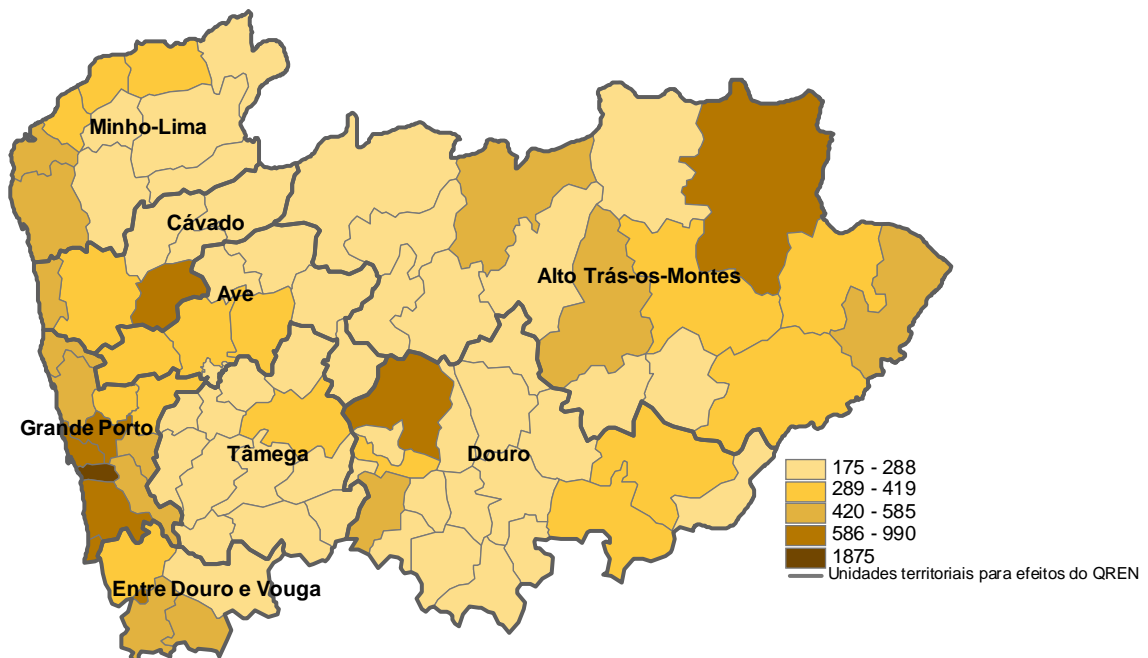 Minho-Lima
Cávado
Ave
Alto Trás-os-Montes
Grande Porto
Tâmega
Douro
Entre Douro e Vouga
175 - 288
289 - 419
420 - 585
586 - 990
1875
Unidades territoriais para efeitos do QREN